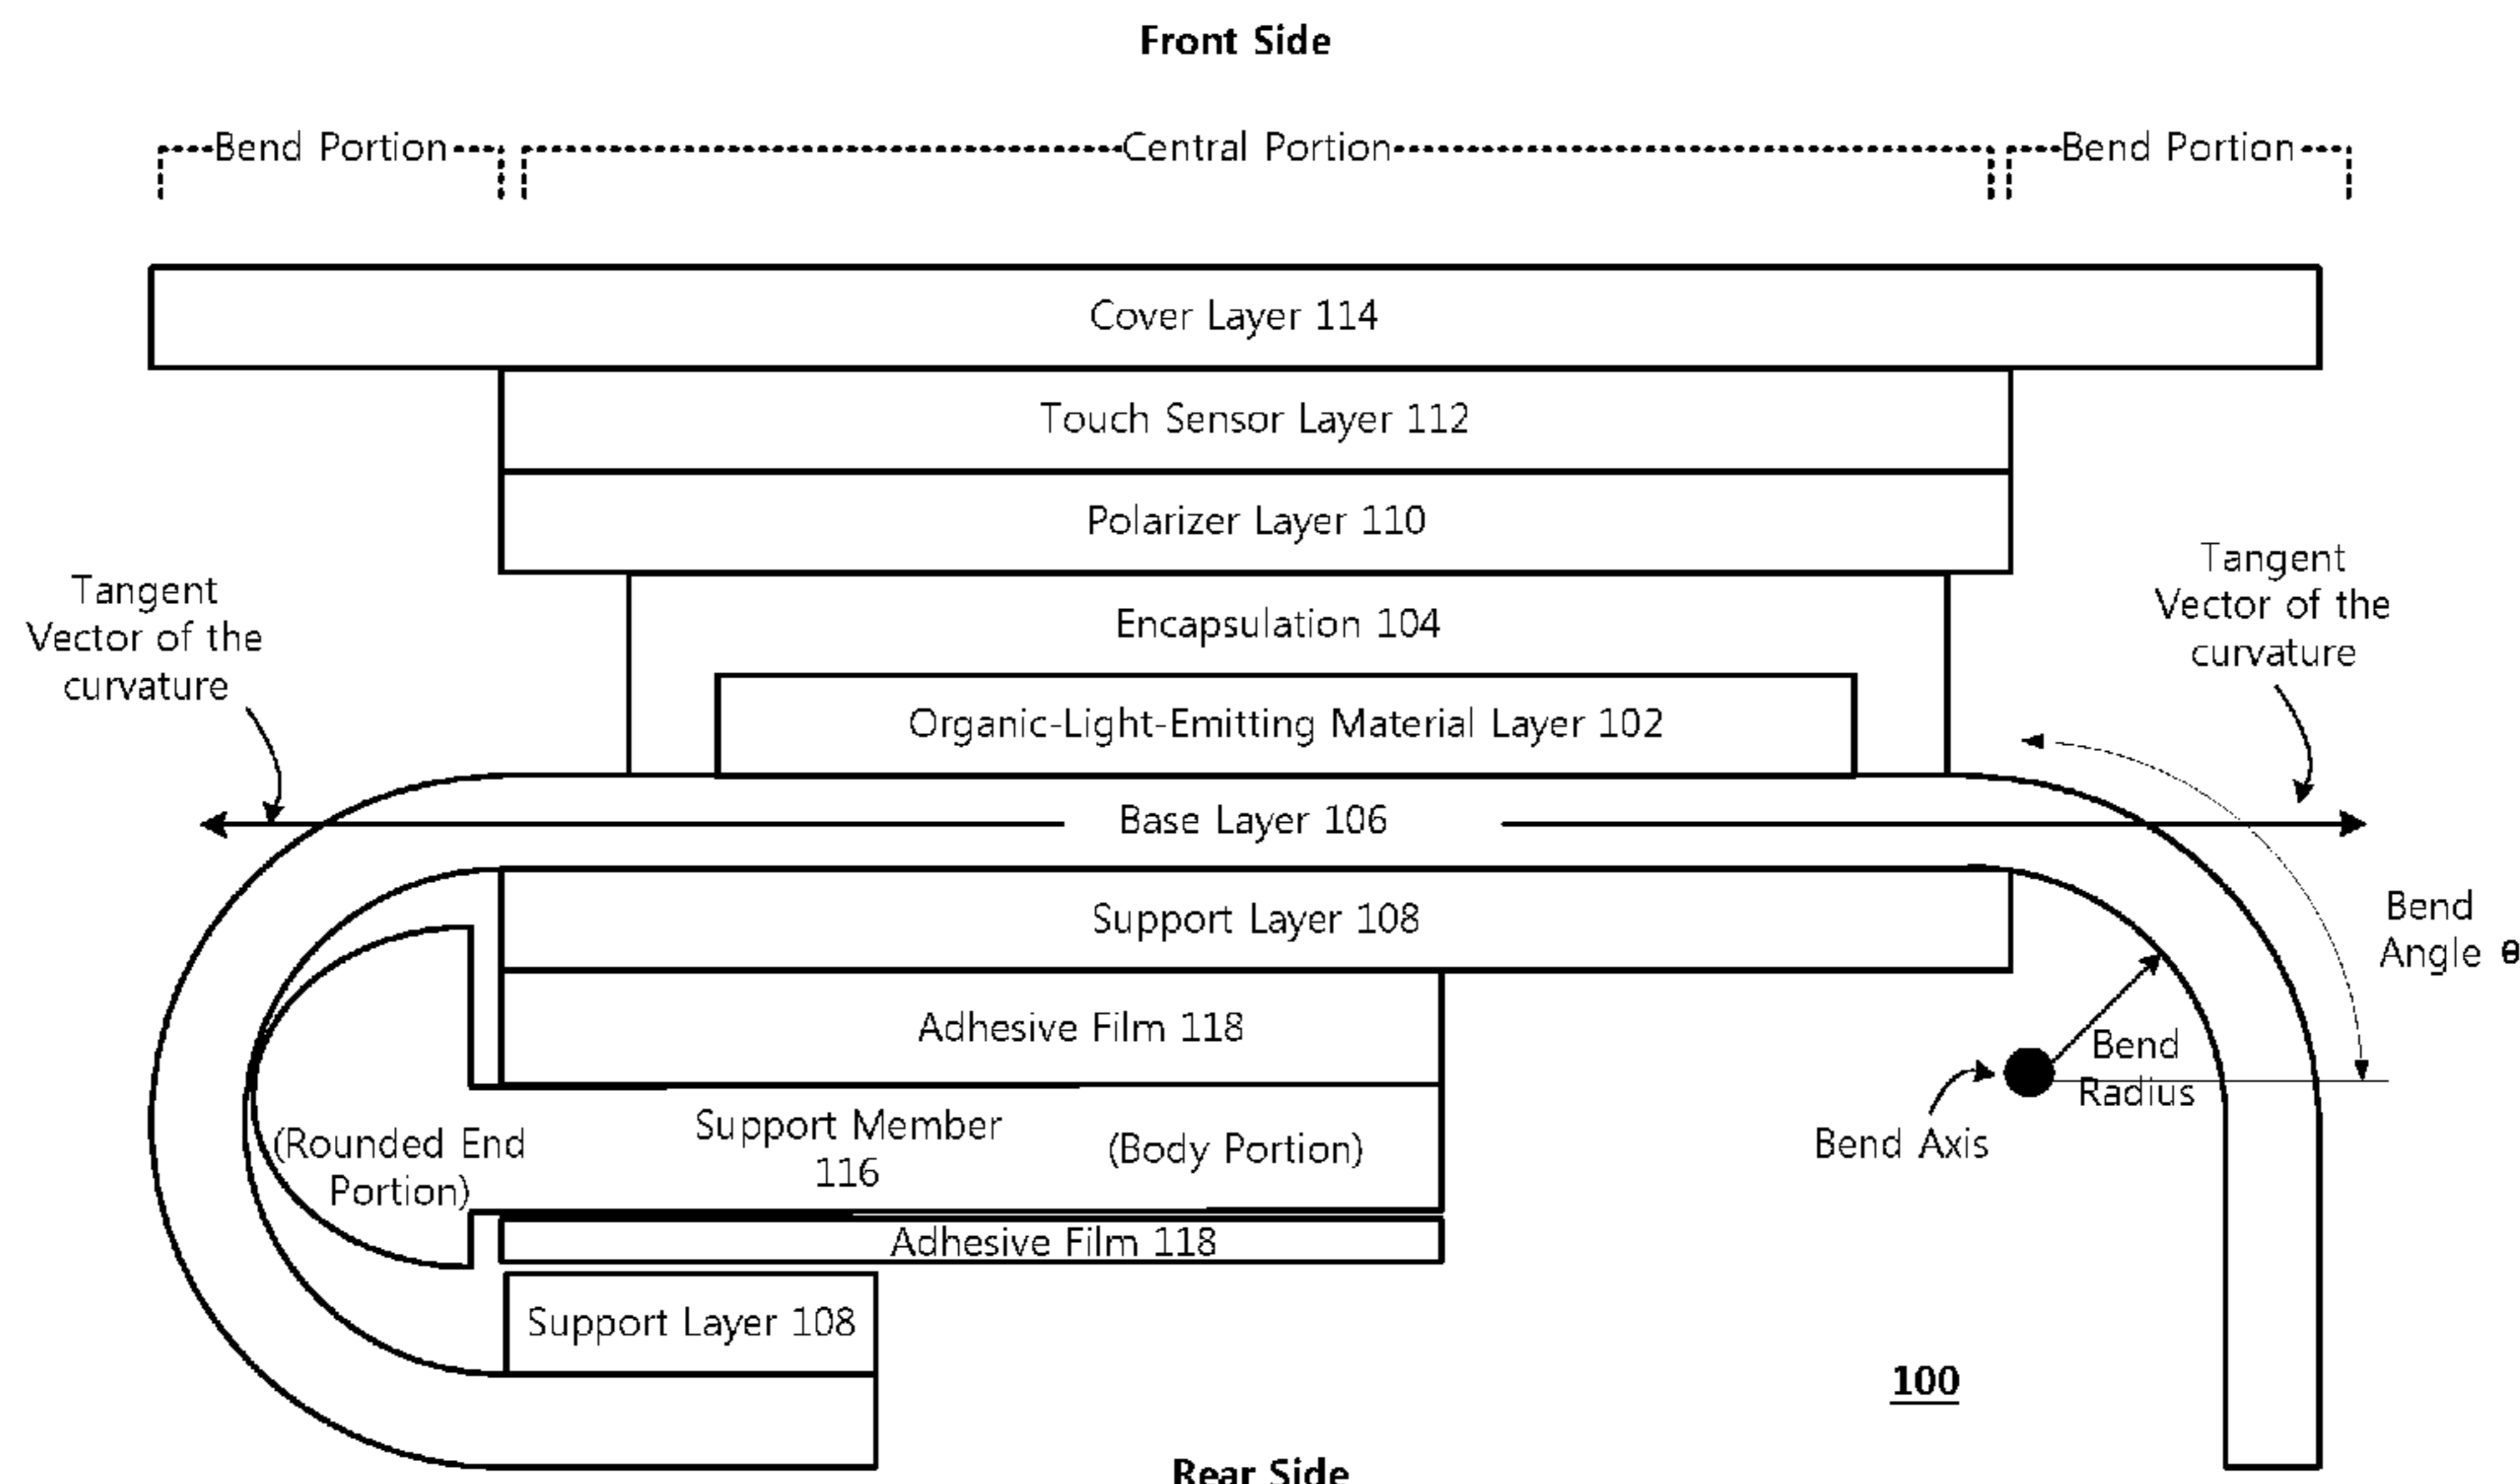 Front Side
Bend Portion
Central Portion
Bend Portion
Cover Layer 114
Touch Sensor Layer 112
Polarizer Layer 110
Tangent
Vector of the
curvature
Tangent
Vector of the
curvature
Encapsulation 104
Organic-Light-Emitting Material Layer 102
Base Layer 106
Support Layer 108
Bend
Angle θ
Adhesive Film 118
Bend
Radius
Bend Axis
Support Member
116
(Rounded End
Portion)
(Body Portion)
Adhesive Film 118
Support Layer 108
100
Rear Side